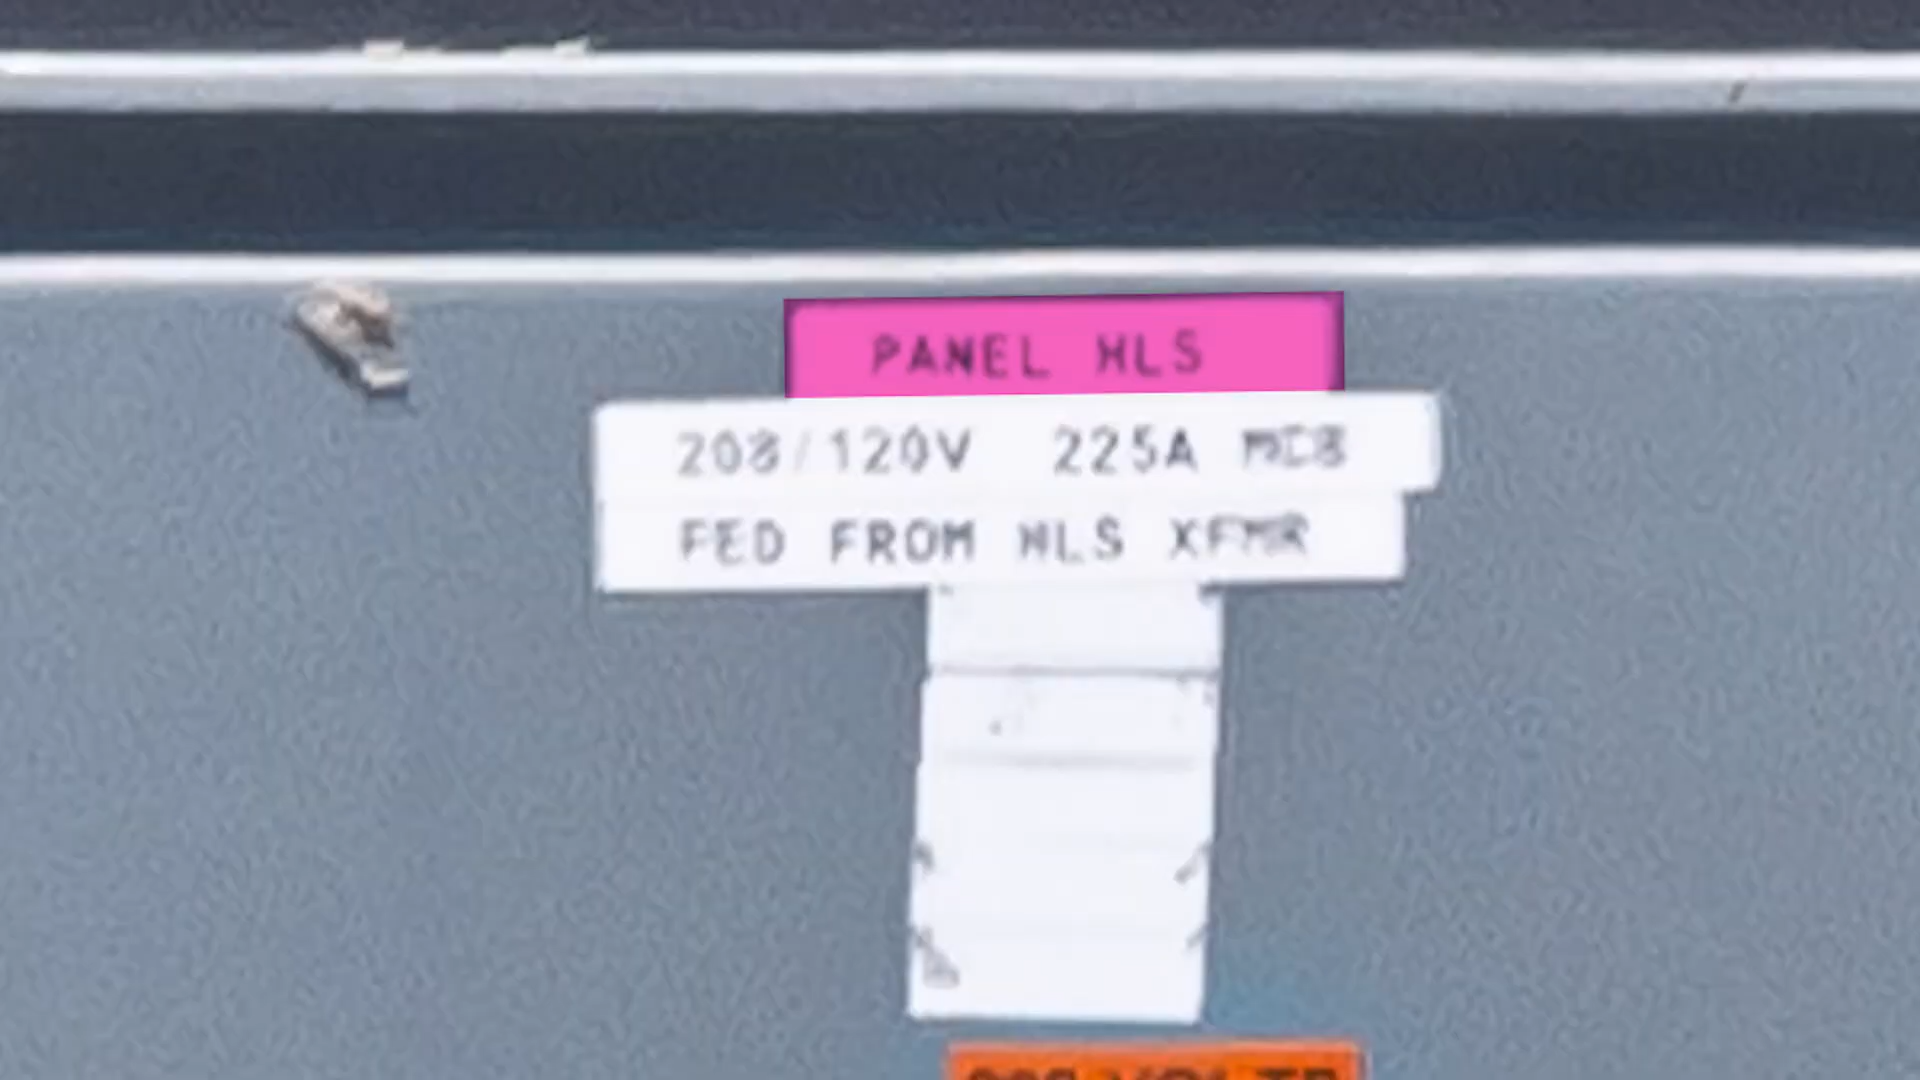 PANEL HLS
208/120V 225A MCB
FED FROM HLS XFMR